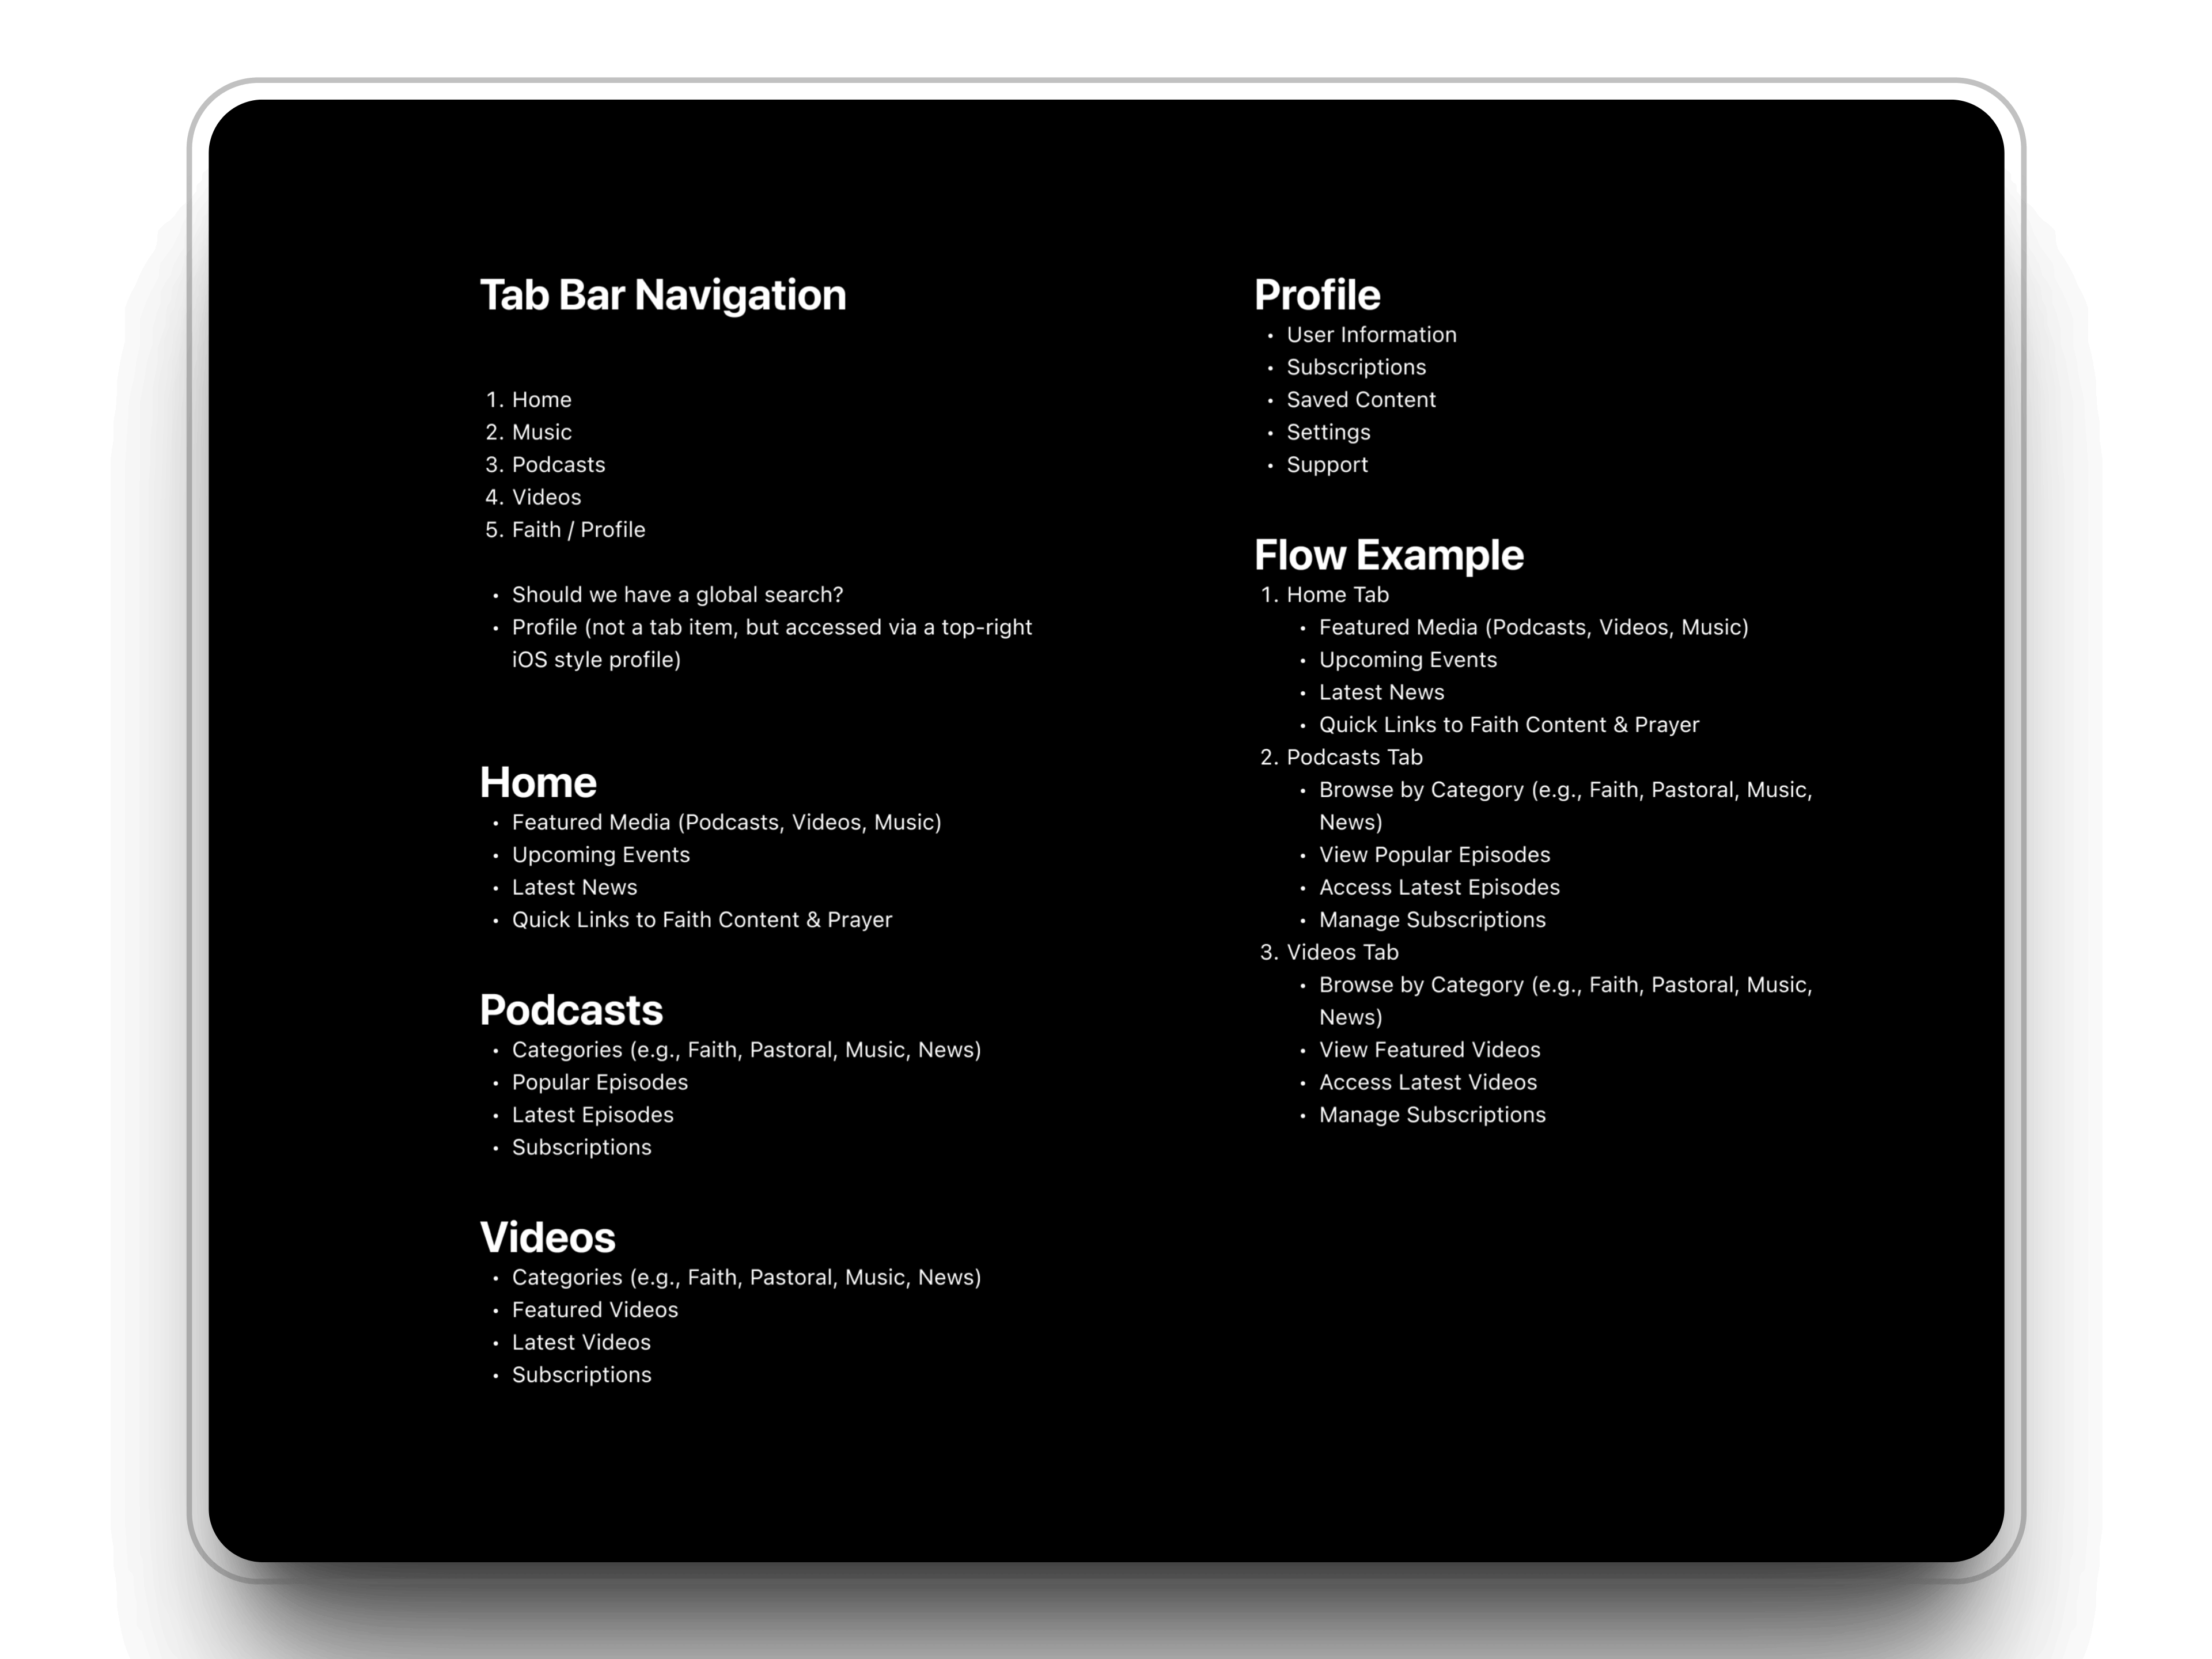 Tab Bar Navigation
1. Home
2. Music
3. Podcasts
4. Videos
5. Faith / Profile
• Should we have a global search?
• Profile (not a tab item, but accessed via a top-right
iOS style profile)
Home
• Featured Media (Podcasts, Videos, Music)
• Upcoming Events
• Latest News
• Quick Links to Faith Content & Prayer
Podcasts
• Categories (e.g., Faith, Pastoral, Music, News)
• Popular Episodes
• Latest Episodes
• Subscriptions
Videos
• Categories (e.g., Faith, Pastoral, Music, News)
• Featured Videos
• Latest Videos
• Subscriptions
Profile
• User Information
• Subscriptions
• Saved Content
• Settings
• Support
Flow Example
1. Home Tab
• Featured Media (Podcasts, Videos, Music)
• Upcoming Events
• Latest News
• Quick Links to Faith Content & Prayer
2. Podcasts Tab
• Browse by Category (e.g., Faith, Pastoral, Music,
News)
• View Popular Episodes
• Access Latest Episodes
• Manage Subscriptions
3. Videos Tab
• Browse by Category (e.g., Faith, Pastoral, Music,
News)
• View Featured Videos
• Access Latest Videos
• Manage Subscriptions